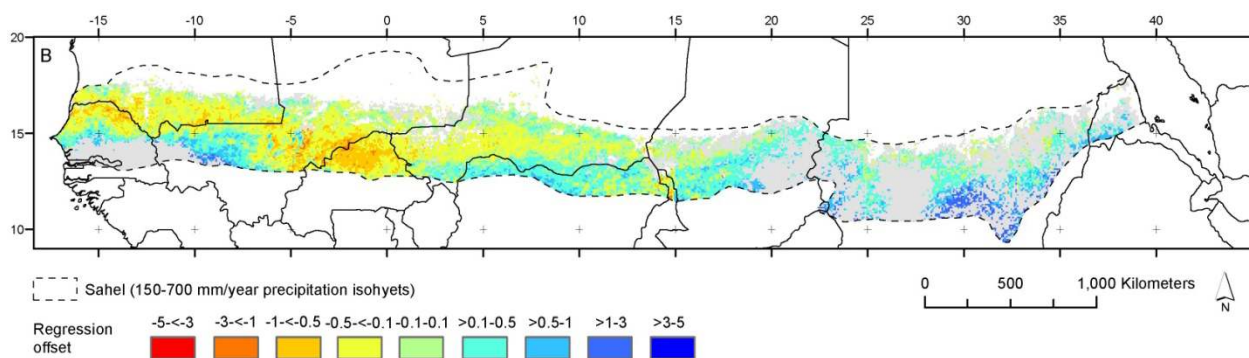 -15 -10 -5 0 5 10 15 20 25 30 35 40
20
B
15
10
Sahel (150-700 mm/year precipitation isohyets)
0 500 1,000 Kilometers
N
Regression
offset
-5-<-3 -3-<-1 -1-<-0.5 -0.5-<-0.1 -0.1-0.1 >0.1-0.5 >0.5-1 >1-3 >3-5